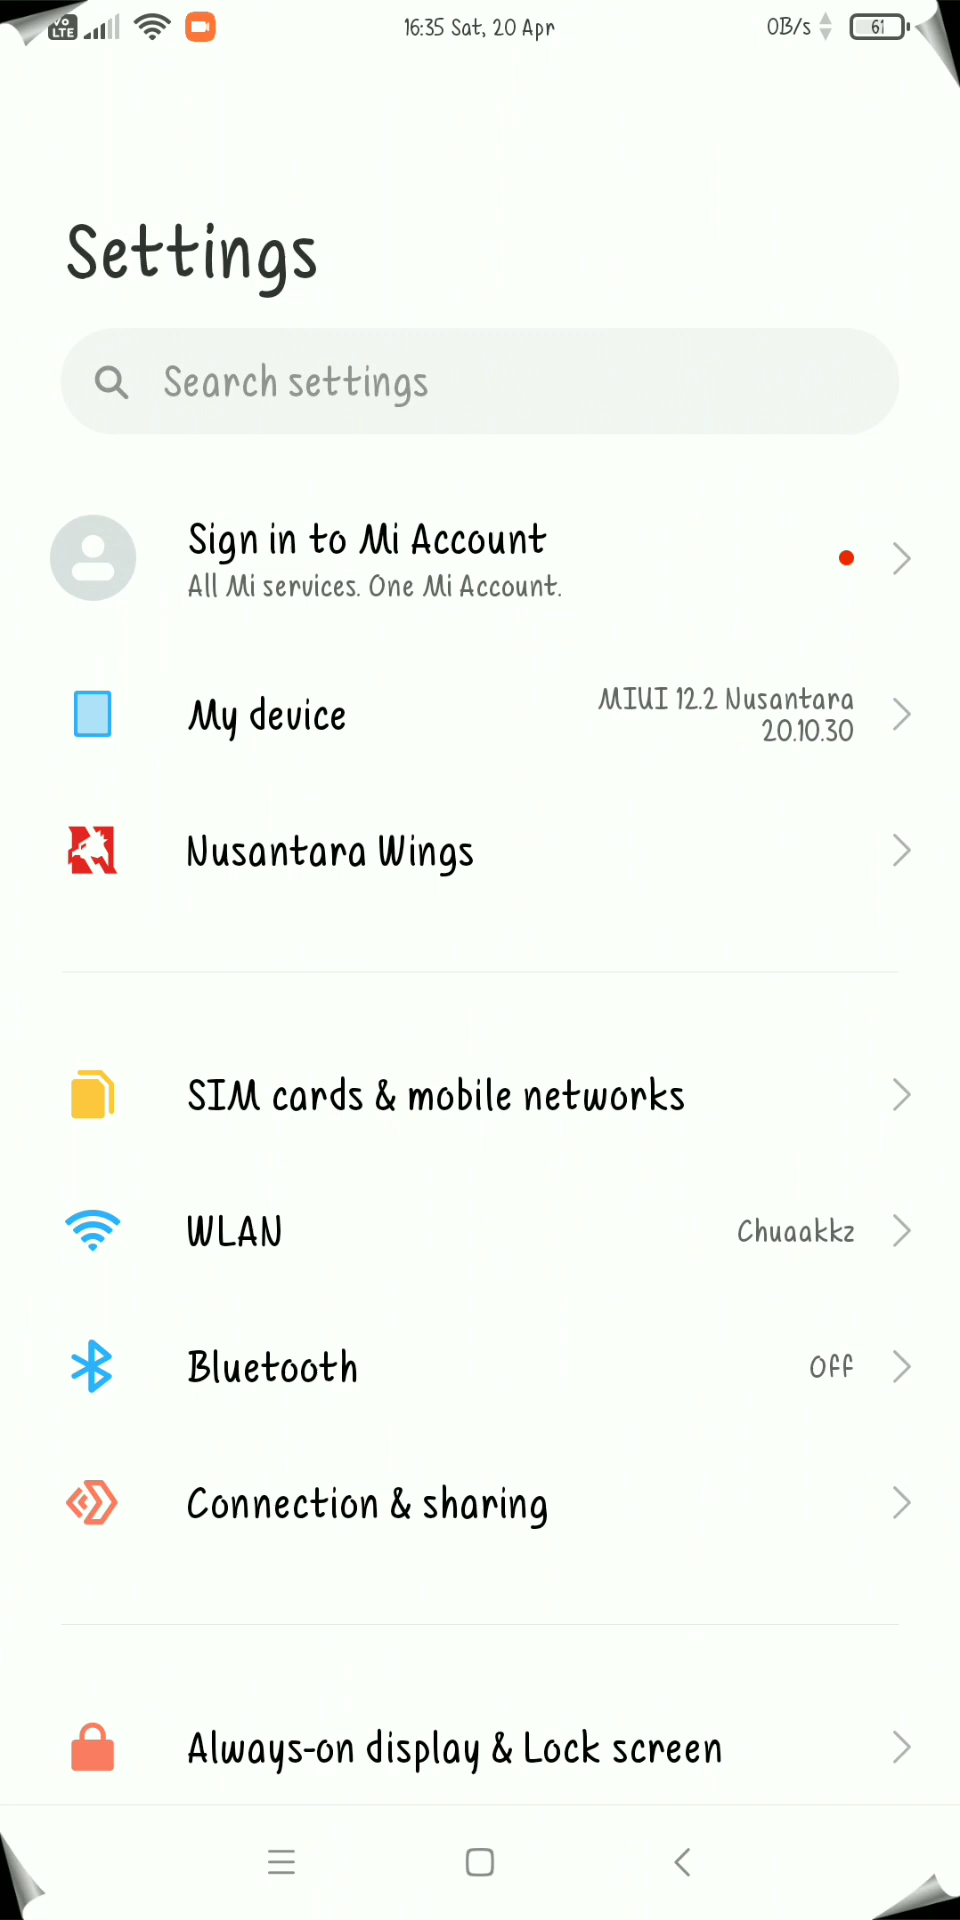 Vo LTE 16:35 Sat, 20 Apr 0B/s 61
Settings
Search settings
Sign in to Mi Account
All Mi services. One Mi Account.
My device
MIUI 12.2 Nusantara
20.10.30
Nusantara Wings
SIM cards & mobile networks
WLAN Chuaakkz
Bluetooth Off
Connection & sharing
Always-on display & Lock screen